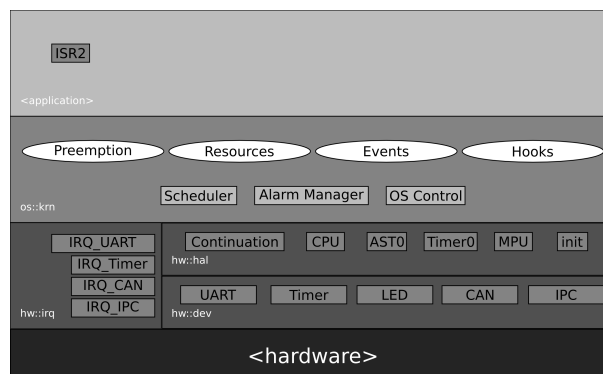 ISR2
<application>
Preemption Resources Events Hooks
Scheduler Alarm Manager OS Control
os::krn
IRQ_UART
IRQ_Timer
IRQ_CAN
IRQ_IPC
hw::irq
Continuation CPU AST0 Timer0 MPU init
hw::hal
UART Timer LED CAN IPC
hw::dev
<hardware>